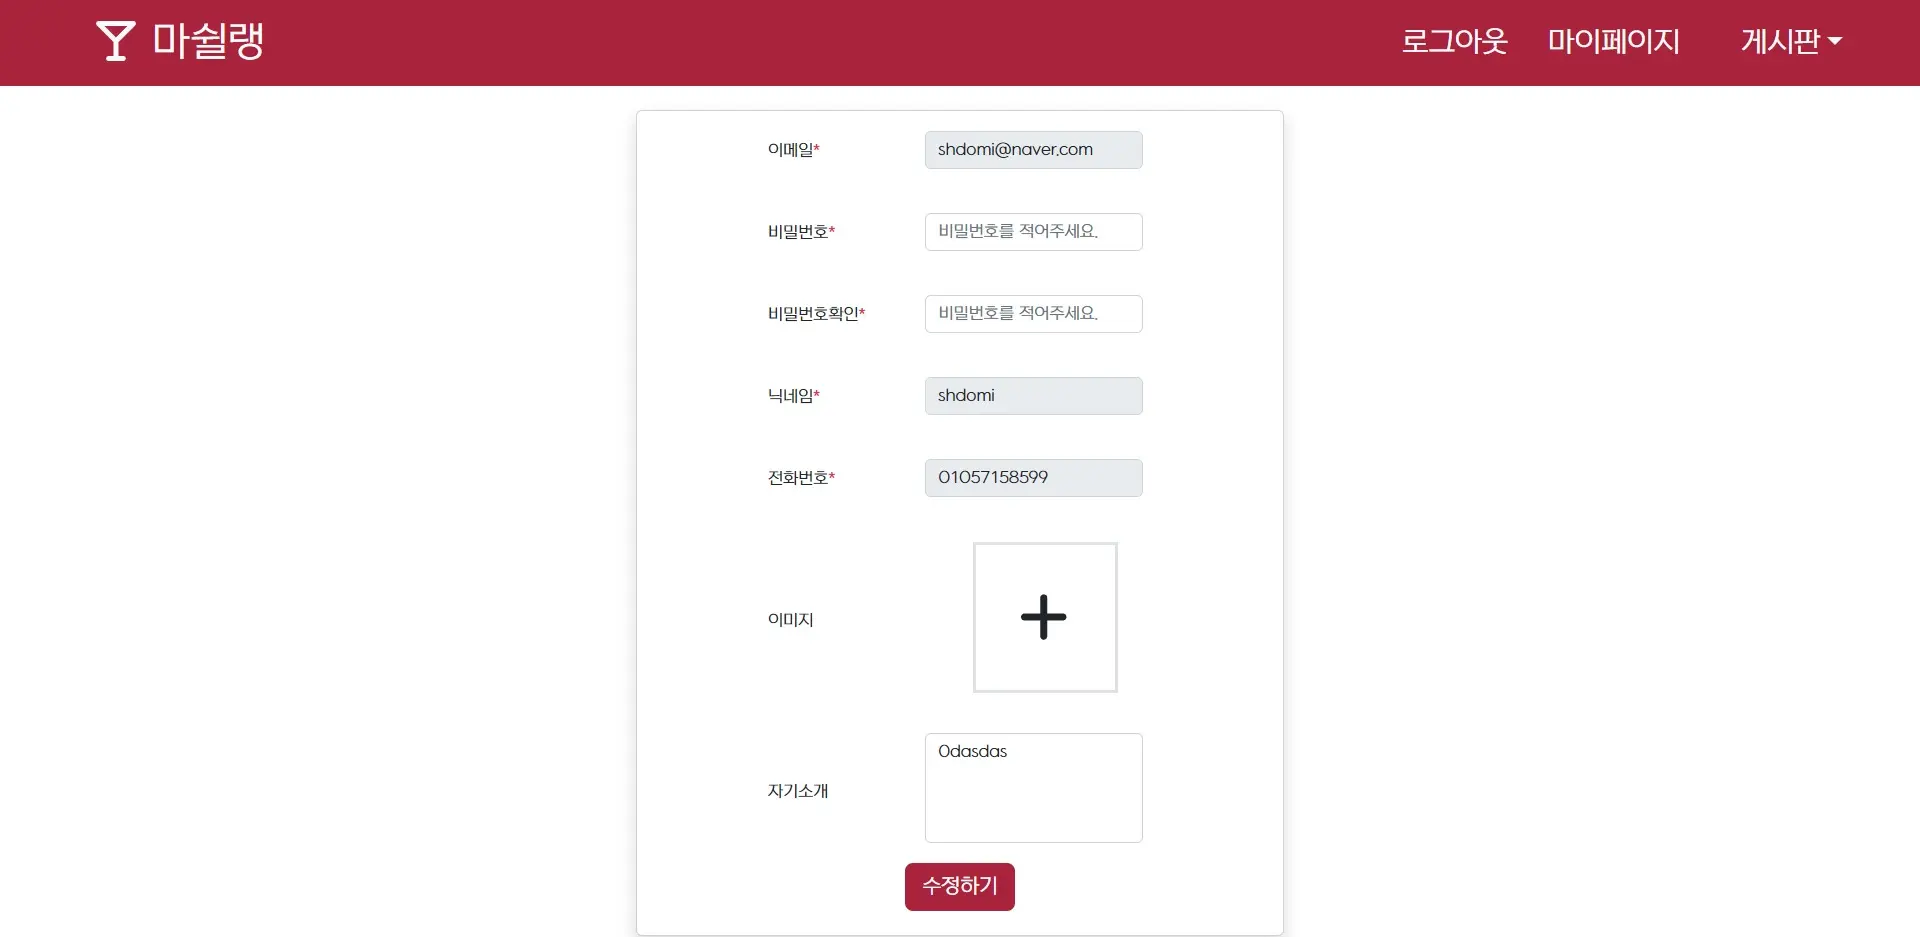 마쉴랭
로그아웃 마이페이지 게시판
이메일* shdomi@naver.com
비밀번호* 비밀번호를 적어주세요.
비밀번호확인* 비밀번호를 적어주세요.
닉네임* shdomi
전화번호* 01057158599
이미지
자기소개 0dasdas
수정하기